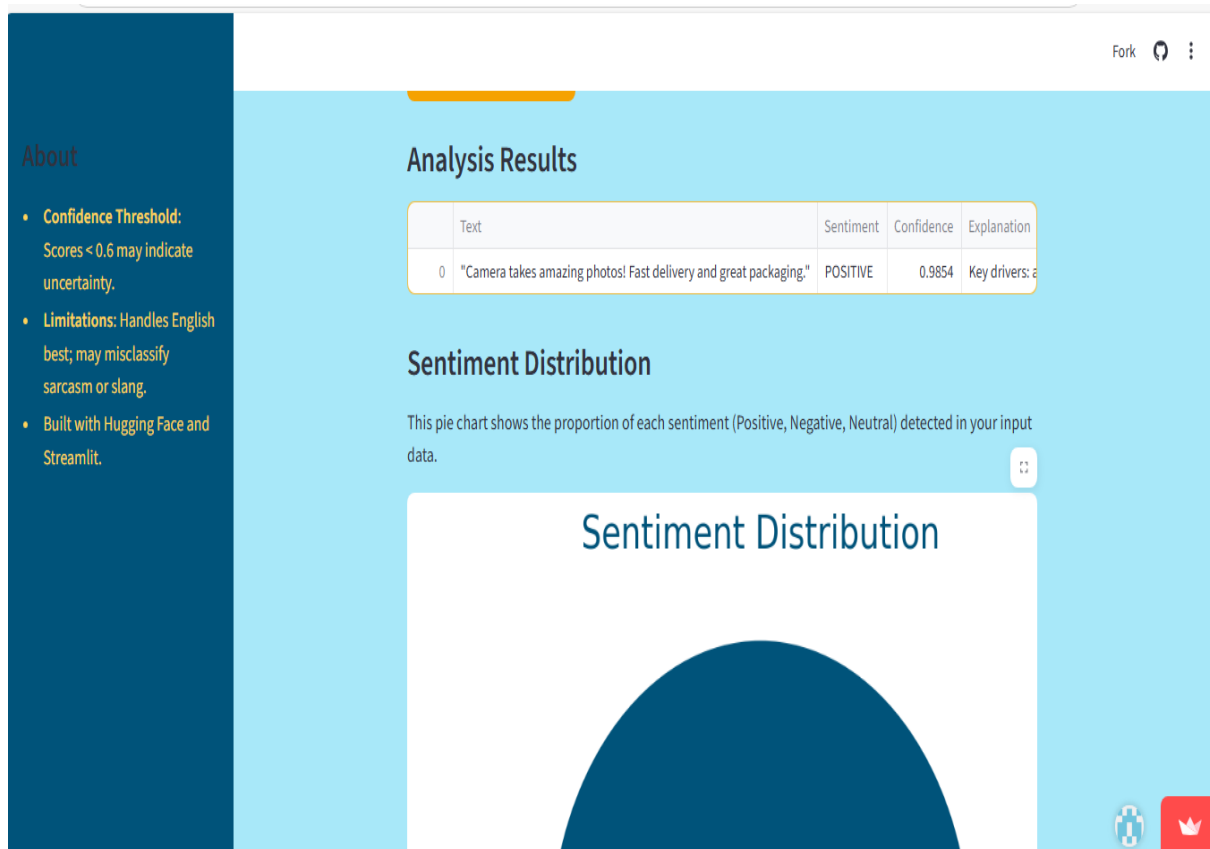 Fork
About
• Confidence Threshold:
Scores < 0.6 may indicate
uncertainty.
• Limitations: Handles English
best; may misclassify
sarcasm or slang.
• Built with Hugging Face and
Streamlit.
Analysis Results
Text Sentiment Confidence Explanation
0 "Camera takes amazing photos! Fast delivery and great packaging." POSITIVE 0.9854 Key drivers: a
Sentiment Distribution
This pie chart shows the proportion of each sentiment (Positive, Negative, Neutral) detected in your input
data.
Sentiment Distribution